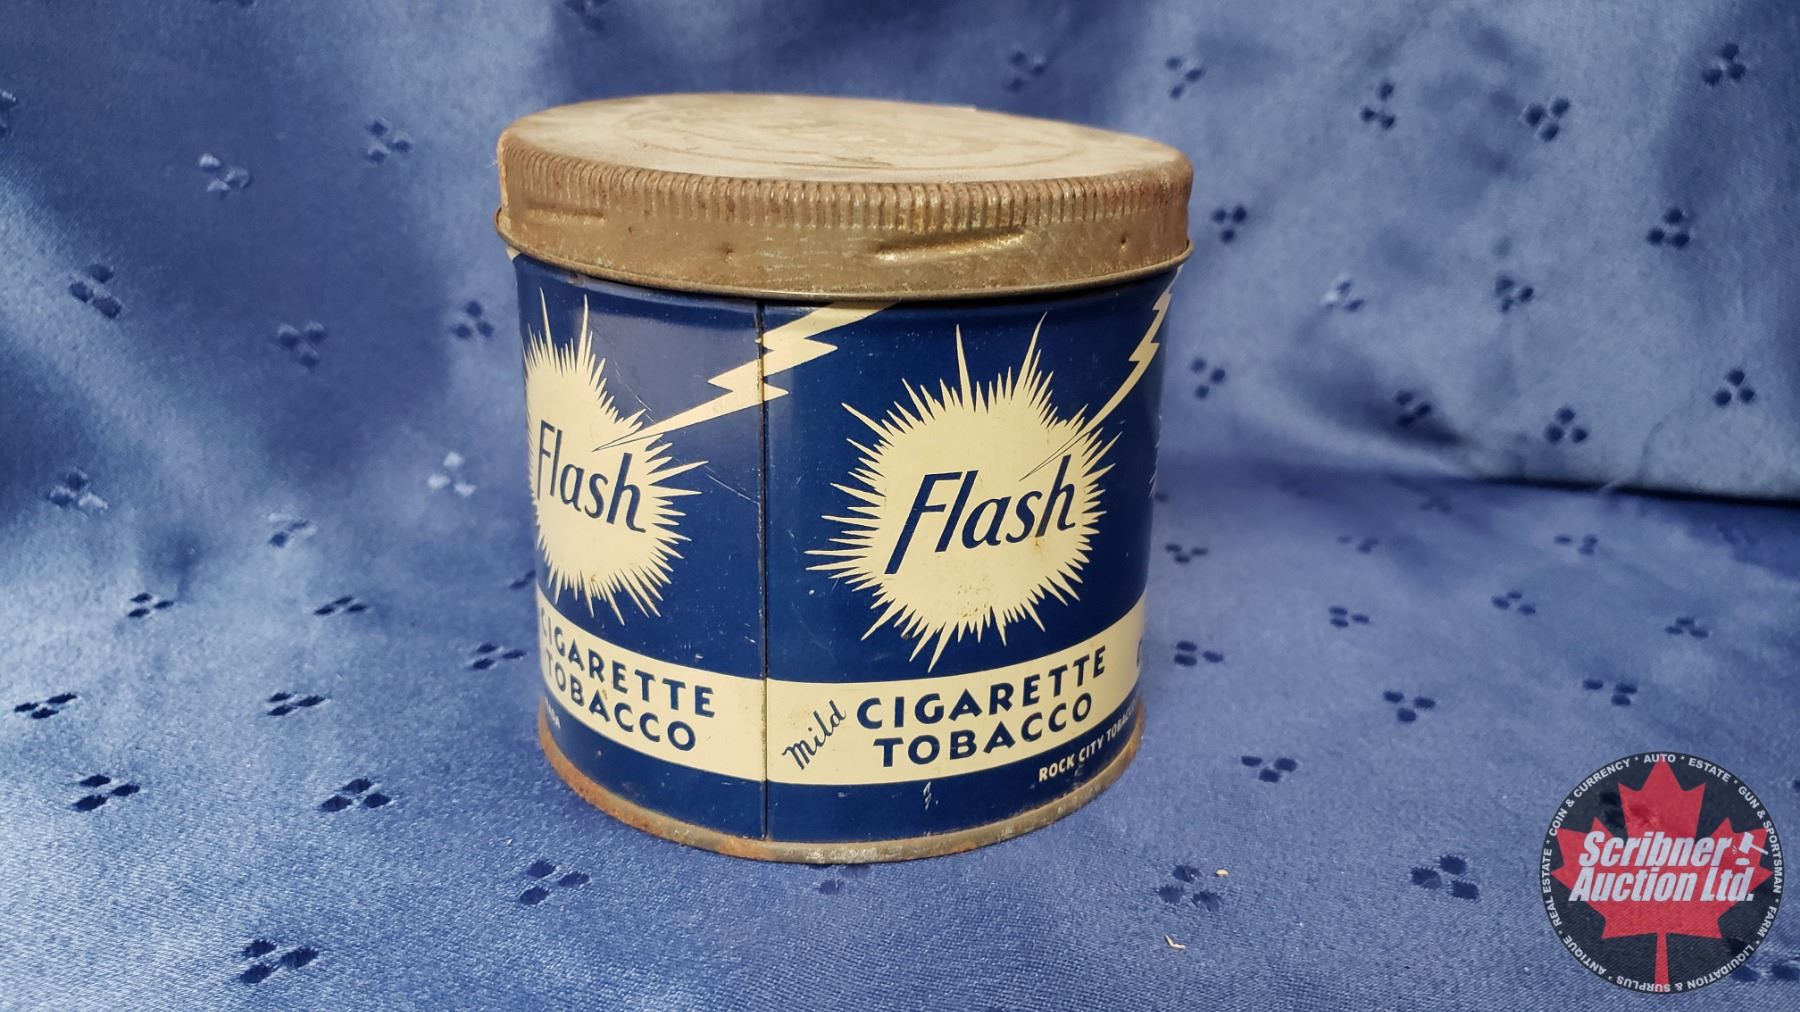 Flash
CIGARETTE
TOBACCO
Flash
Mild CIGARETTE
TOBACCO
ROCK CITY
Scribner
Auction Ltd.
COIN & CURRENCY * AUTO * ESTATE * GUN & SPORTSMAN * FARM * LIQUIDATION & SURPLUS * ANTIQUE * REAL ESTATE *